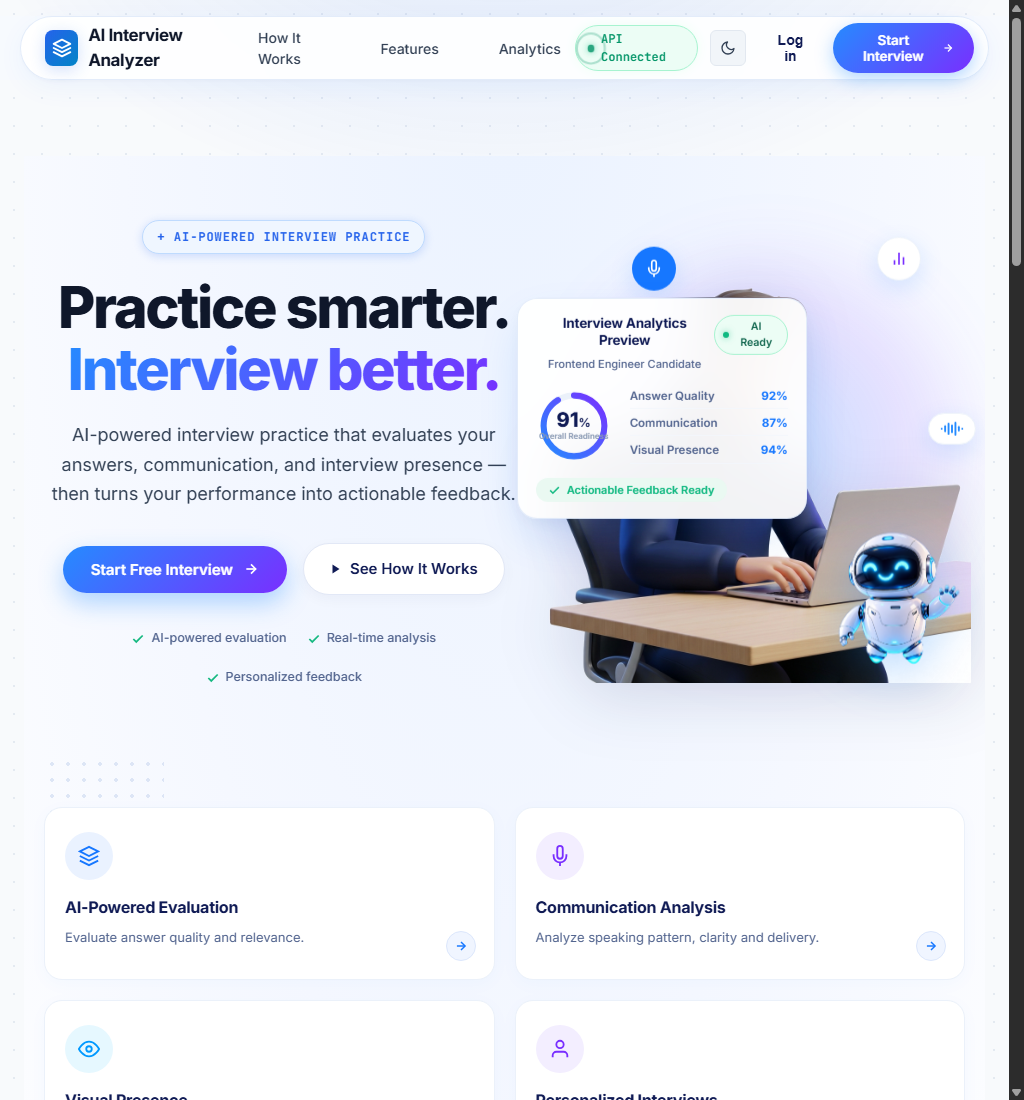 AI Interview
Analyzer
How It
Works
Features
Analytics
API
Connected
Log
in
Start
Interview
+ AI-POWERED INTERVIEW PRACTICE
Practice smarter.
Interview better.
AI-powered interview practice that evaluates your
answers, communication, and interview presence —
then turns your performance into actionable feedback.
Start Free Interview
See How It Works
AI-powered evaluation
Real-time analysis
Personalized feedback
Interview Analytics
Preview
AI
Ready
Frontend Engineer Candidate
91%
Overall Readiness
Answer Quality 92%
Communication 87%
Visual Presence 94%
Actionable Feedback Ready
AI-Powered Evaluation
Evaluate answer quality and relevance.
Communication Analysis
Analyze speaking pattern, clarity and delivery.
Visual Presence
Personalized Interviews